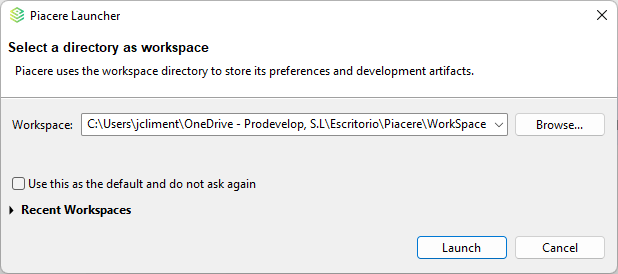 Piacere Launcher
Select a directory as workspace
Piacere uses the workspace directory to store its preferences and development artifacts.
Workspace: C:\Users\jcliment\OneDrive - Prodevelop, S.L\Escritorio\Piacere\WorkSpace Browse...
Use this as the default and do not ask again
Recent Workspaces
Launch Cancel